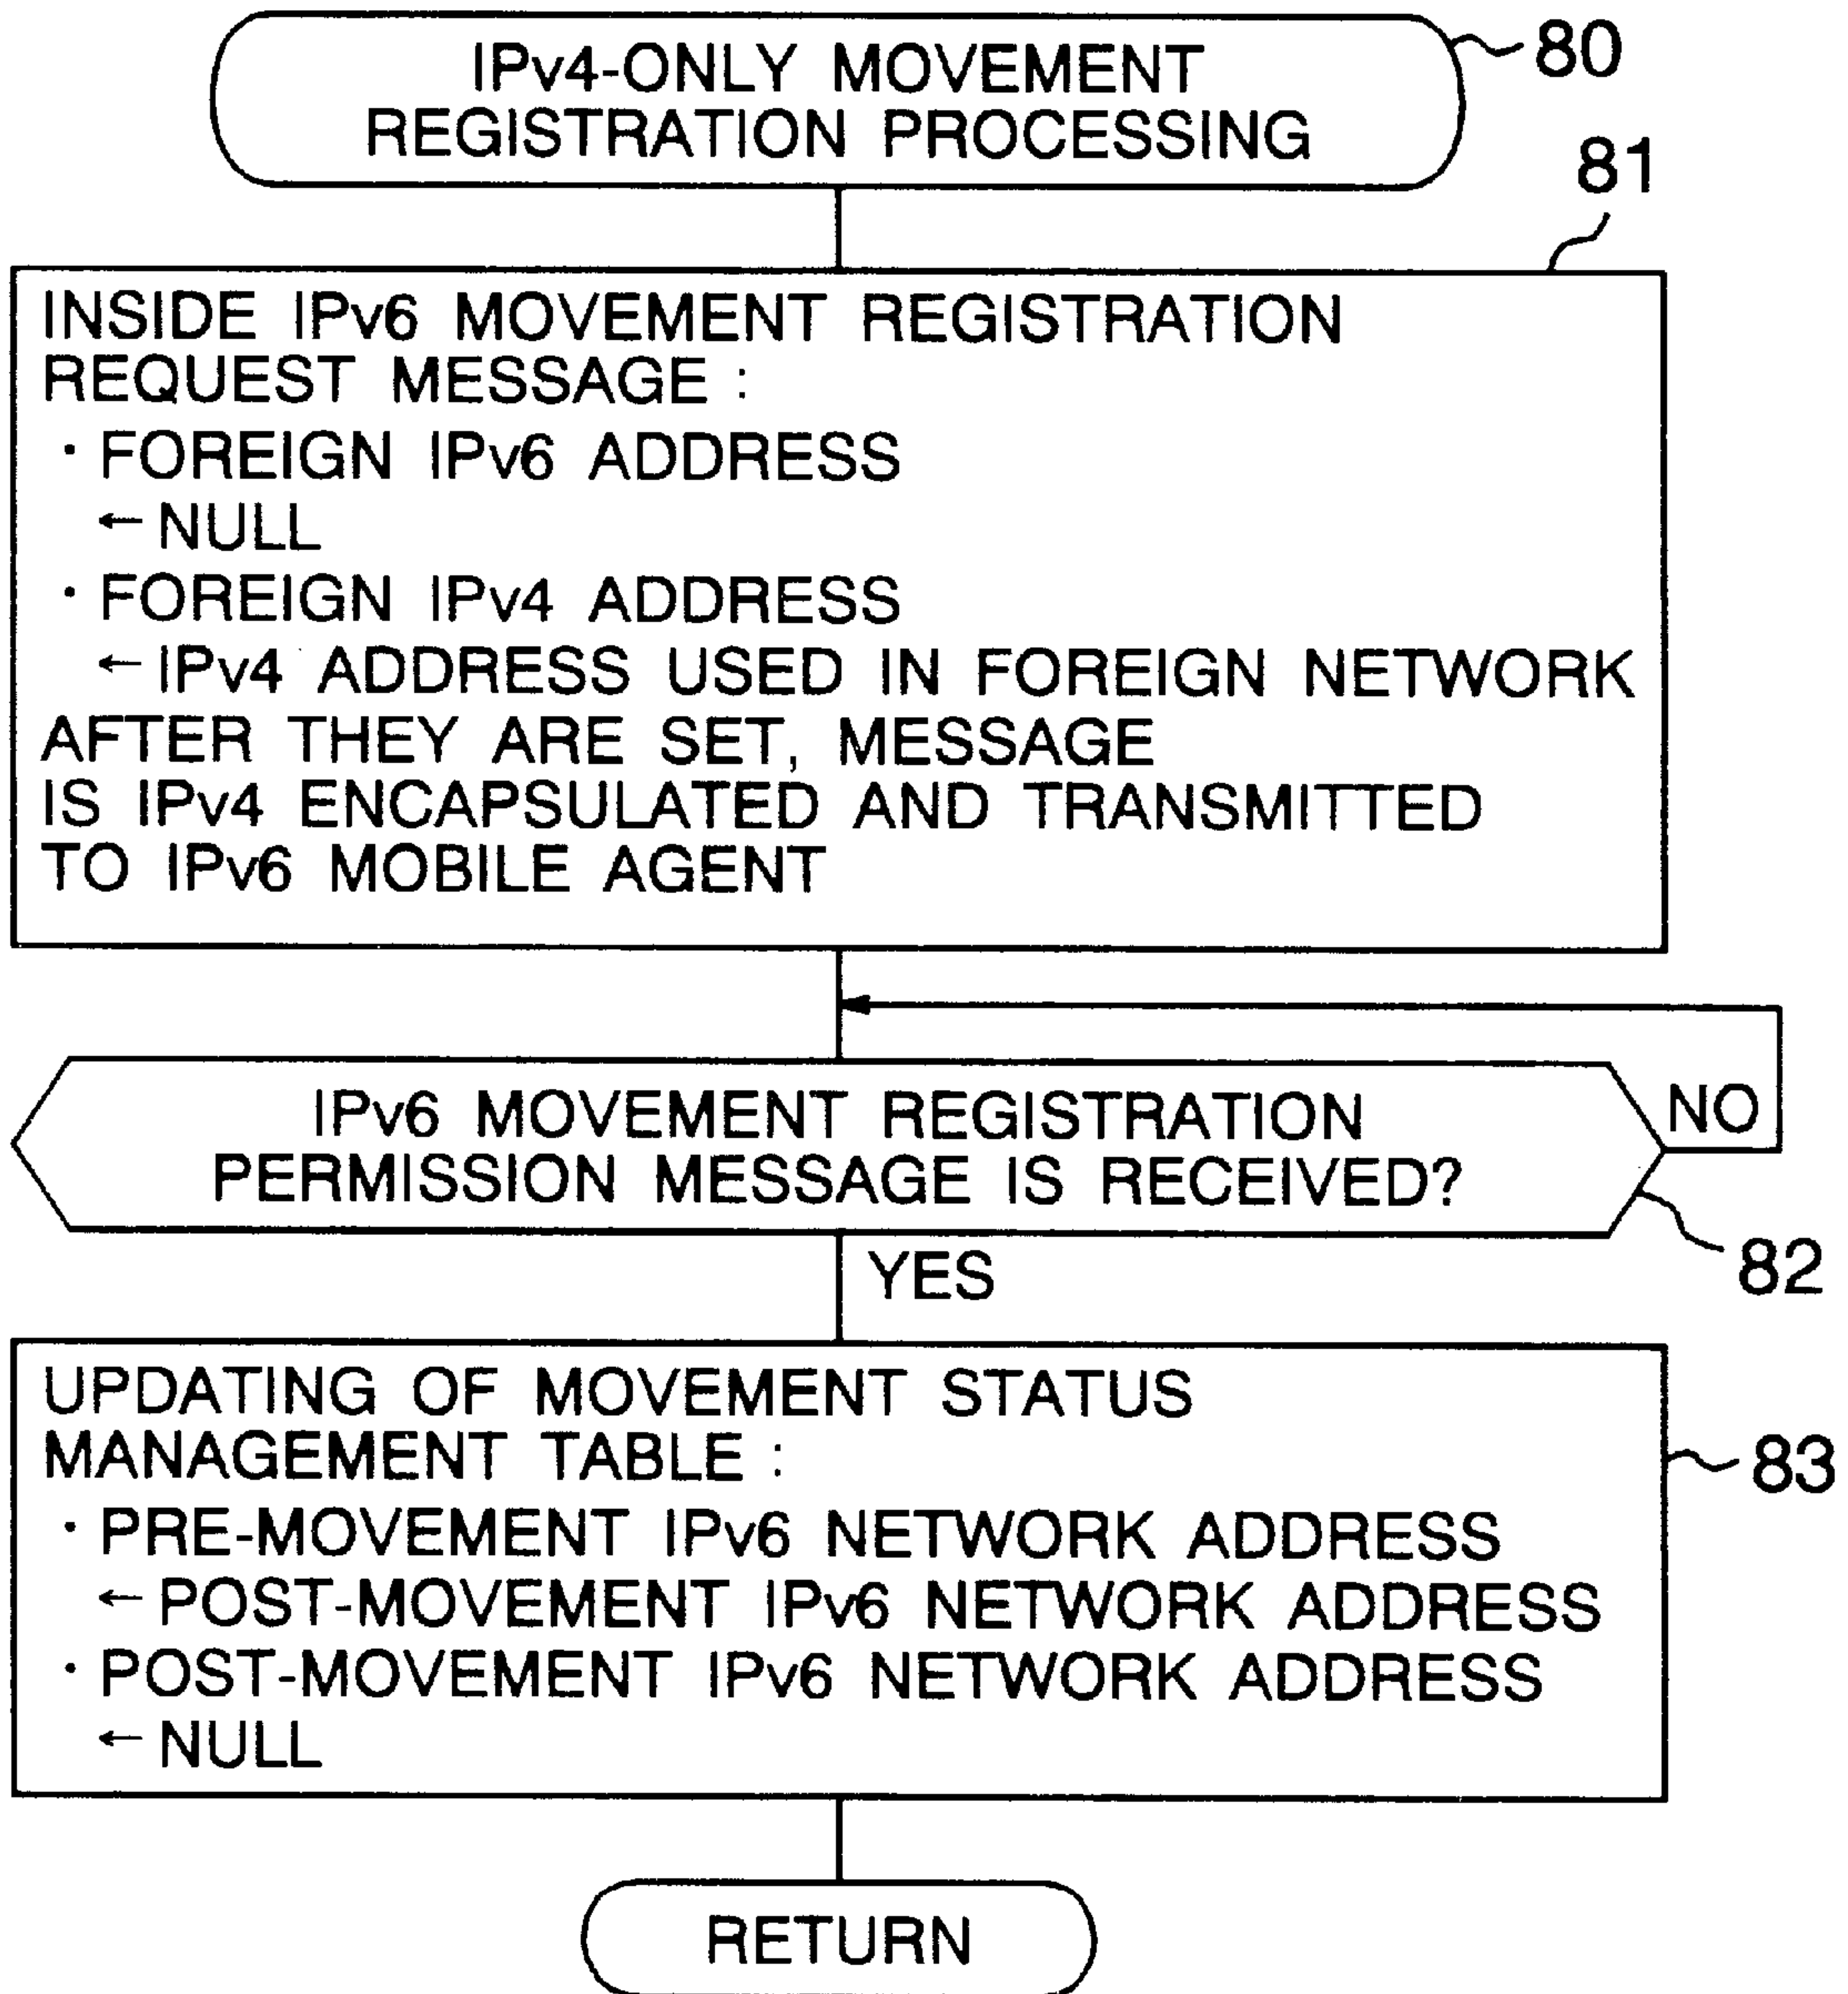 IPv4-ONLY MOVEMENT
REGISTRATION PROCESSING
80
81
INSIDE IPv6 MOVEMENT REGISTRATION
REQUEST MESSAGE :
· FOREIGN IPv6 ADDRESS
← NULL
· FOREIGN IPv4 ADDRESS
← IPv4 ADDRESS USED IN FOREIGN NETWORK
AFTER THEY ARE SET, MESSAGE
IS IPv4 ENCAPSULATED AND TRANSMITTED
TO IPv6 MOBILE AGENT
IPv6 MOVEMENT REGISTRATION
PERMISSION MESSAGE IS RECEIVED?
NO
82
YES
UPDATING OF MOVEMENT STATUS
MANAGEMENT TABLE :
· PRE-MOVEMENT IPv6 NETWORK ADDRESS
← POST-MOVEMENT IPv6 NETWORK ADDRESS
· POST-MOVEMENT IPv6 NETWORK ADDRESS
← NULL
83
RETURN